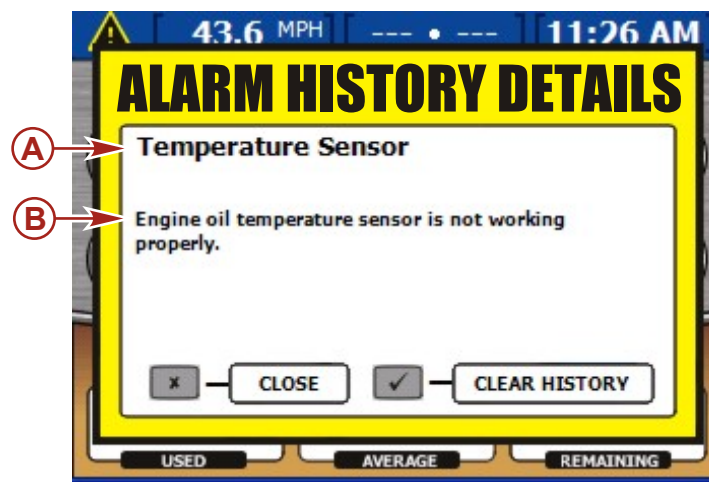 43.6 MPH --- • --- 11:26 AM
ALARM HISTORY DETAILS
A Temperature Sensor
B Engine oil temperature sensor is not working
properly.
x CLOSE ✓ CLEAR HISTORY
USED AVERAGE REMAINING